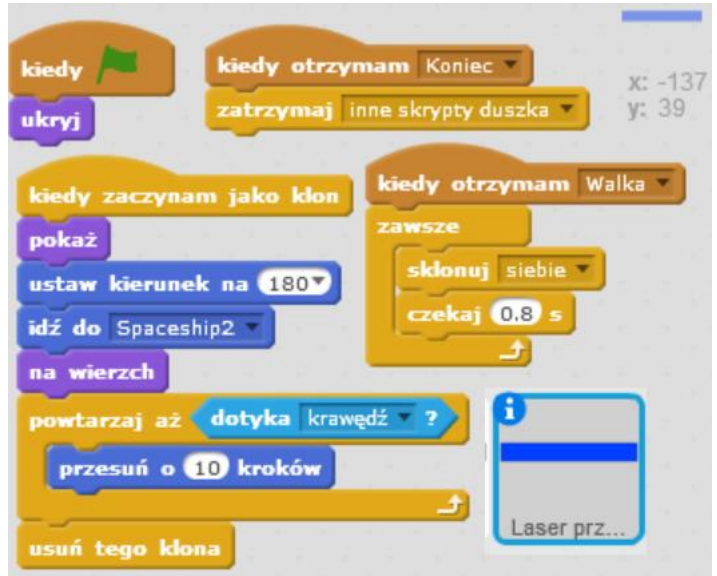 kiedy
ukryj
kiedy otrzymam Koniec
zatrzymaj inne skrypty duszka
x: -137
y: 39
kiedy zaczynam jako klon
pokaż
ustaw kierunek na 180
idź do Spaceship2
na wierzch
powtarzaj aż dotyka krawędź ?
przesuń o 10 kroków
usuń tego klona
kiedy otrzymam Walka
zawsze
sklonuj siebie
czekaj 0.8 s
i
Laser prz...